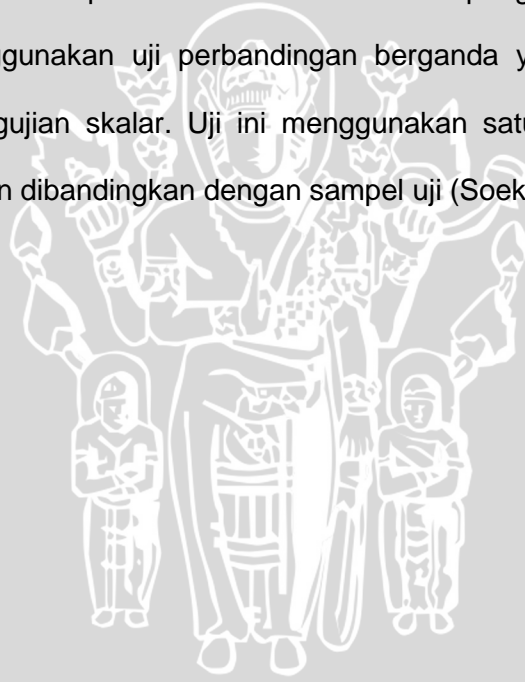 gunakan uji perbandingan berganda
gujian skalar. Uji ini menggunakan satu
n dibandingkan dengan sampel uji (Soek